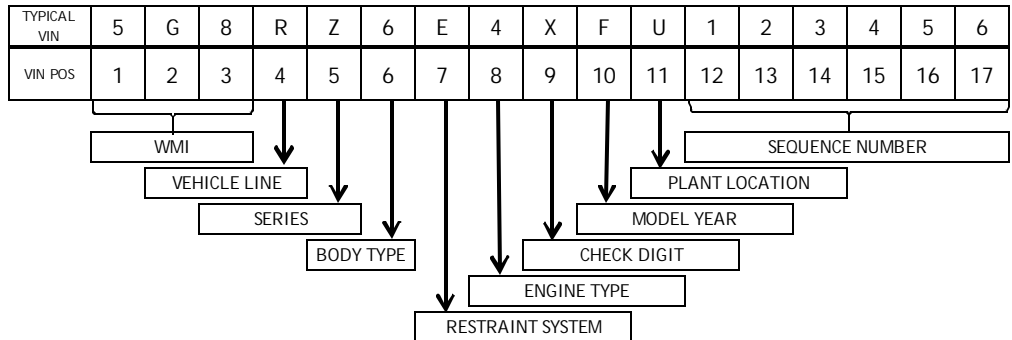 TYPICAL VIN 5 G 8 R Z 6 E 4 X F U 1 2 3 4 5 6
VIN POS 1 2 3 4 5 6 7 8 9 10 11 12 13 14 15 16 17
WMI SEQUENCE NUMBER
VEHICLE LINE PLANT LOCATION
SERIES MODEL YEAR
BODY TYPE CHECK DIGIT
ENGINE TYPE
RESTRAINT SYSTEM